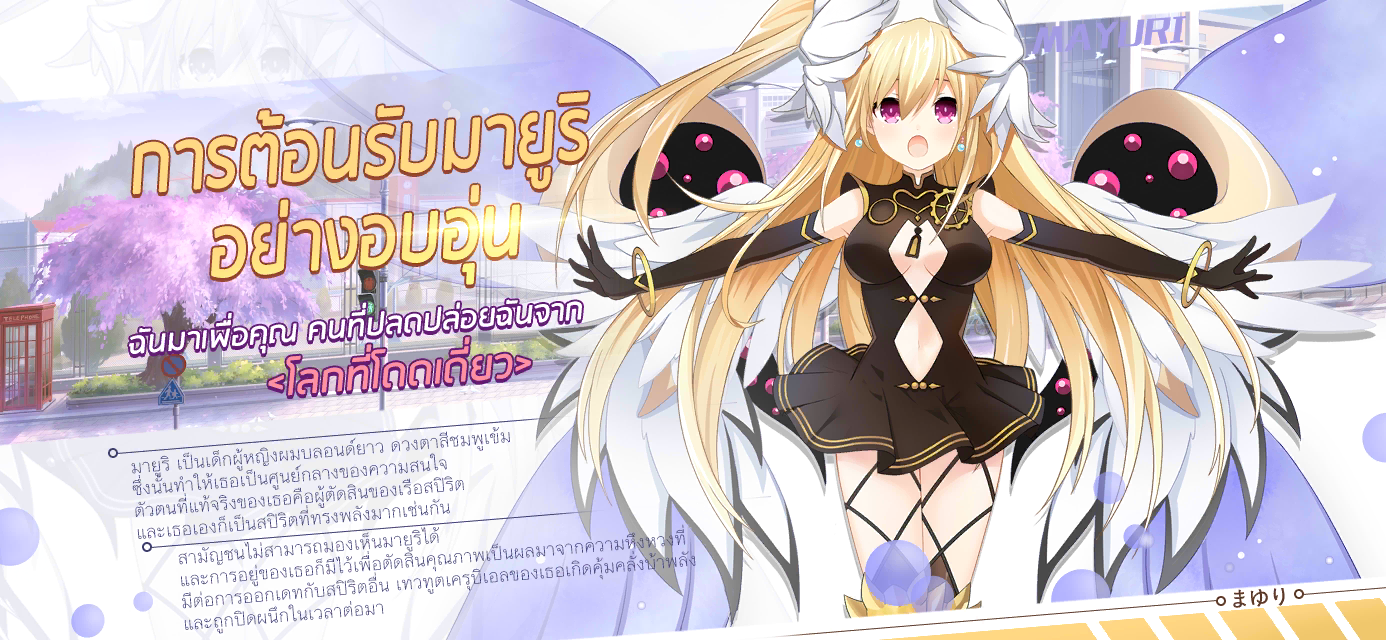 MAYURI
การต้อนรับมายูริ
อย่างอบอุ่น
ฉันมาเพื่อคุณ คนที่ปลดปล่อยฉันจาก
<โลกที่โดดเดี่ยว>
TELEPHONE
มายูริ เป็นเด็กผู้หญิงผมบลอนด์ยาว ดวงตาสีชมพูเข้ม
ซึ่งนั่นทำให้เธอเป็นศูนย์กลางของความสนใจ
ตัวตนที่แท้จริงของเธอคือผู้ตัดสินของเรือสปิริต
และเธอเองก็เป็นสปิริตที่ทรงพลังมากเช่นกัน
สามัญชนไม่สามารถมองเห็นมายูริได้
และการอยู่ของเธอก็มีไว้เพื่อตัดสินคุณภาพเป็นผลมาจากความหึงหวงที่
มีต่อการออกเดทกับสปิริตอื่น เทวทูตเครูบิเอลของเธอเกิดคุ้มคลั่งบ้าพลัง
และถูกปิดผนึกในเวลาต่อมา
まゆり